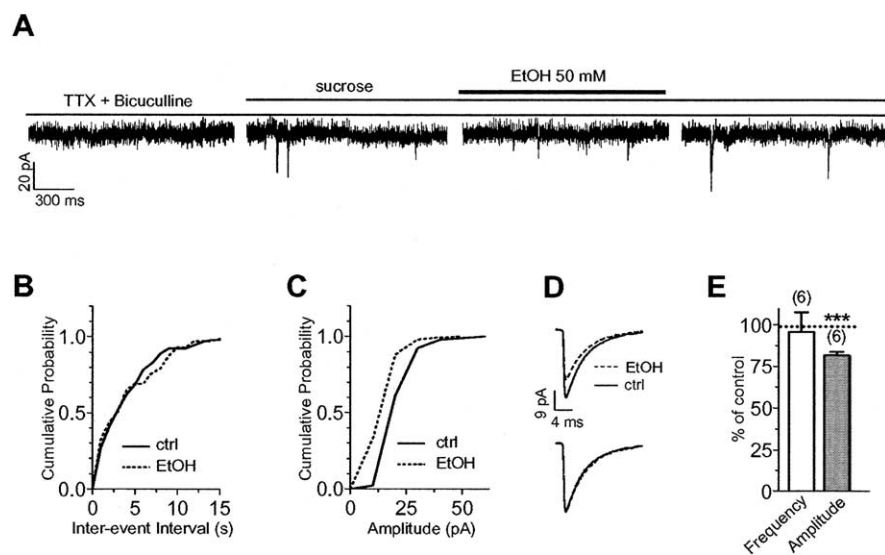 A
EtOH 50 mM
sucrose
TTX + Bicuculline
20 pA
300 ms
B
Cumulative Probability
1.0
0.5
0.0
ctrl
EtOH
0 5 10 15
Inter-event Interval (s)
C
Cumulative Probability
1.0
0.5
0.0
ctrl
EtOH
0 25 50
Amplitude (pA)
D
EtOH
ctrl
9 pA
4 ms
E
% of control
100
75
50
25
0
(6)
***
(6)
Frequency
Amplitude